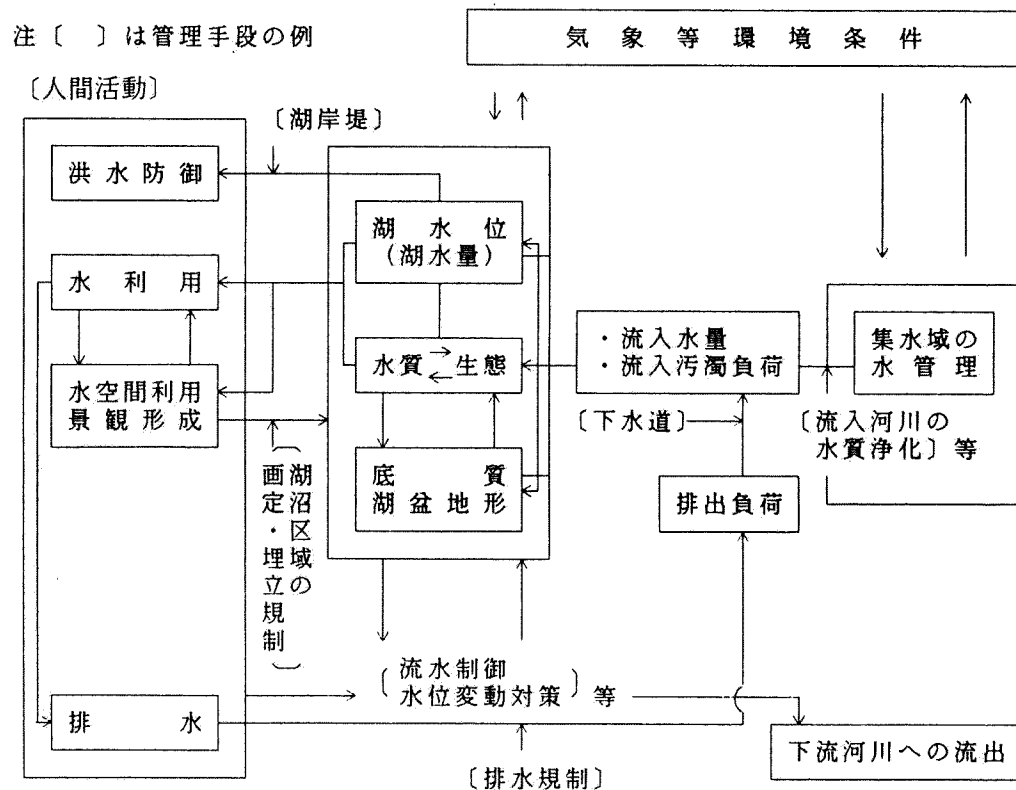 注〔　〕は管理手段の例
気象等環境条件
〔人間活動〕
〔湖岸堤〕
洪水防御
湖水位
（湖水量）
水利用
・流入水量
・流入汚濁負荷
集水域の
水管理
水質
生態
水空間利用
景観形成
〔下水道〕
〔流入河川の
水質浄化〕等
底質
湖盆地形
排出負荷
〔湖沼区域の
画定・埋立規制〕
〔流水制御
水位変動対策〕等
排水
下流河川への流出
〔排水規制〕